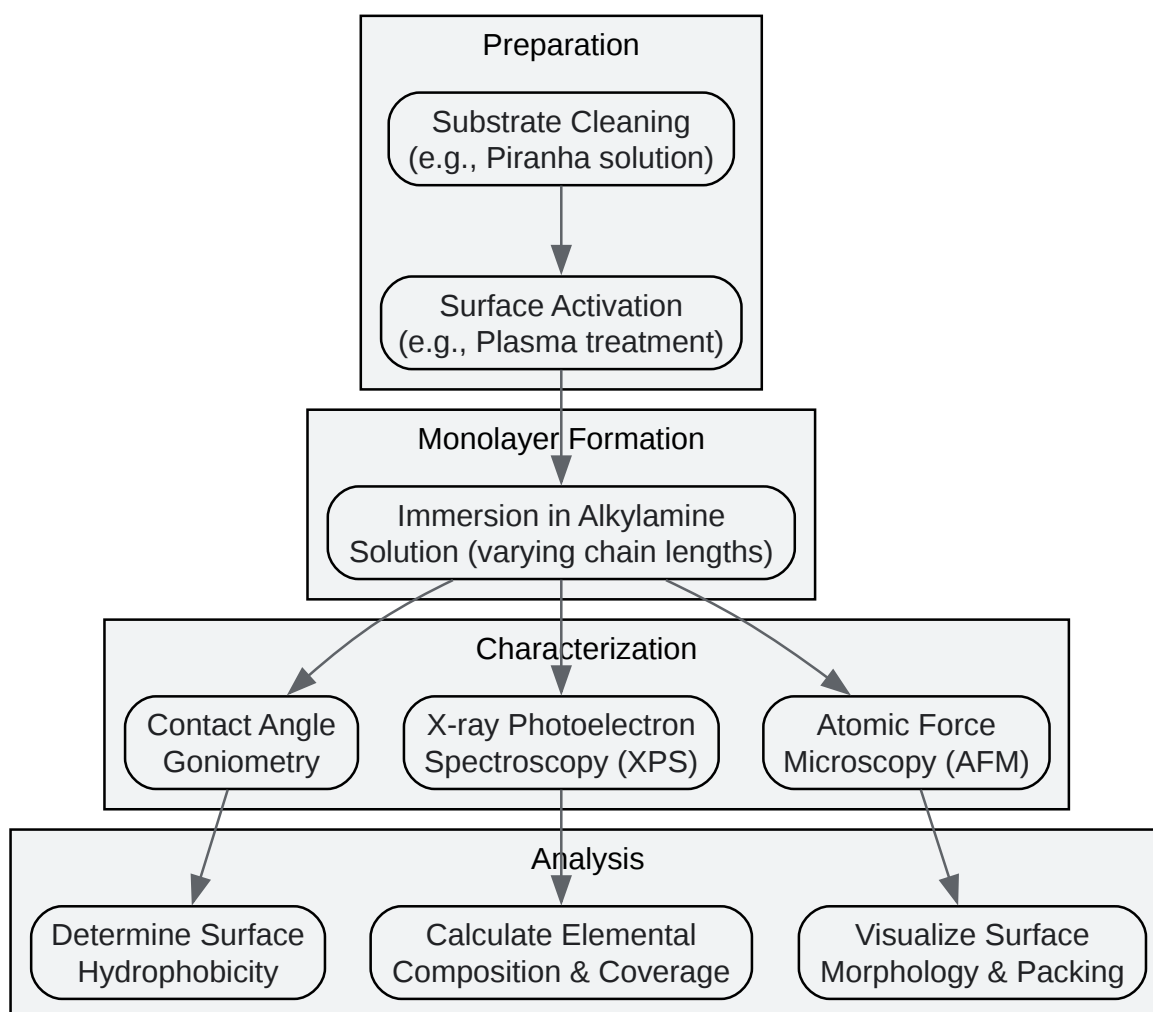 Preparation
Substrate Cleaning
(e.g., Piranha solution)
Surface Activation
(e.g., Plasma treatment)
Monolayer Formation
Immersion in Alkylamine
Solution (varying chain lengths)
Characterization
Contact Angle
Goniometry
X-ray Photoelectron
Spectroscopy (XPS)
Atomic Force
Microscopy (AFM)
Analysis
Determine Surface
Hydrophobicity
Calculate Elemental
Composition & Coverage
Visualize Surface
Morphology & Packing